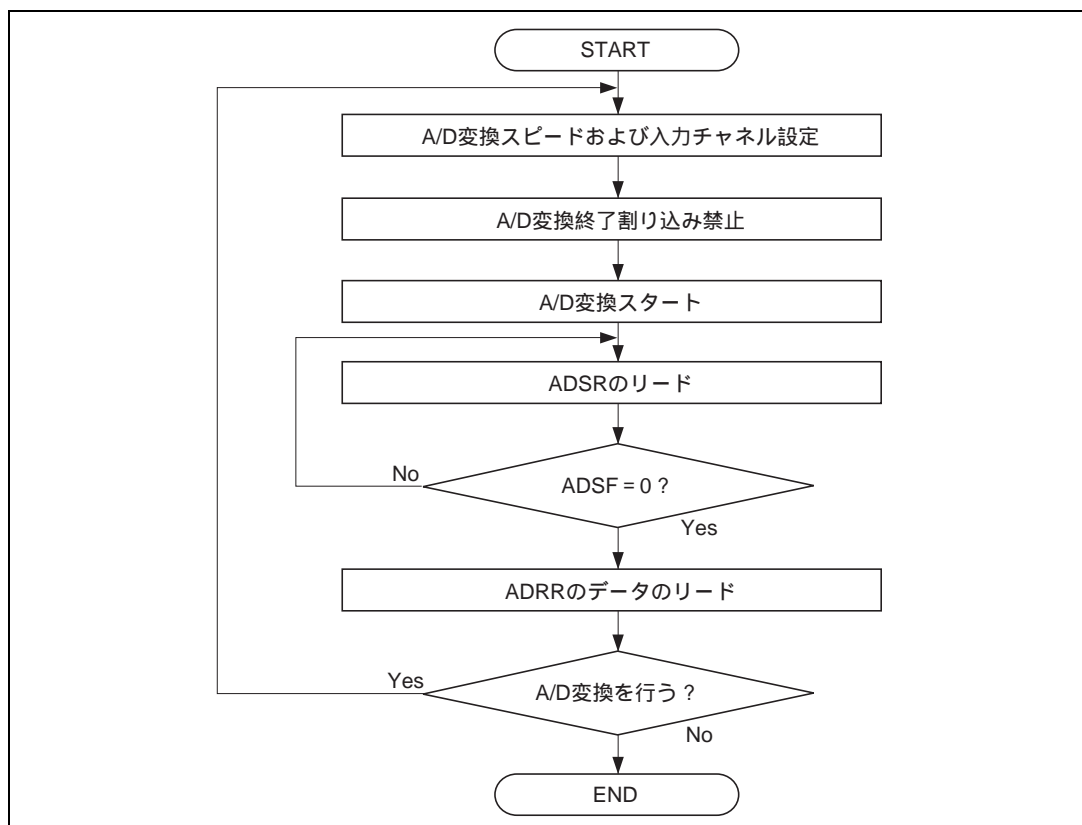 START
A/D変換スピードおよび入力チャネル設定
A/D変換終了割り込み禁止
A/D変換スタート
ADSRのリード
No
ADSF = 0 ?
Yes
ADRRのデータのリード
Yes
A/D変換を行う?
No
END